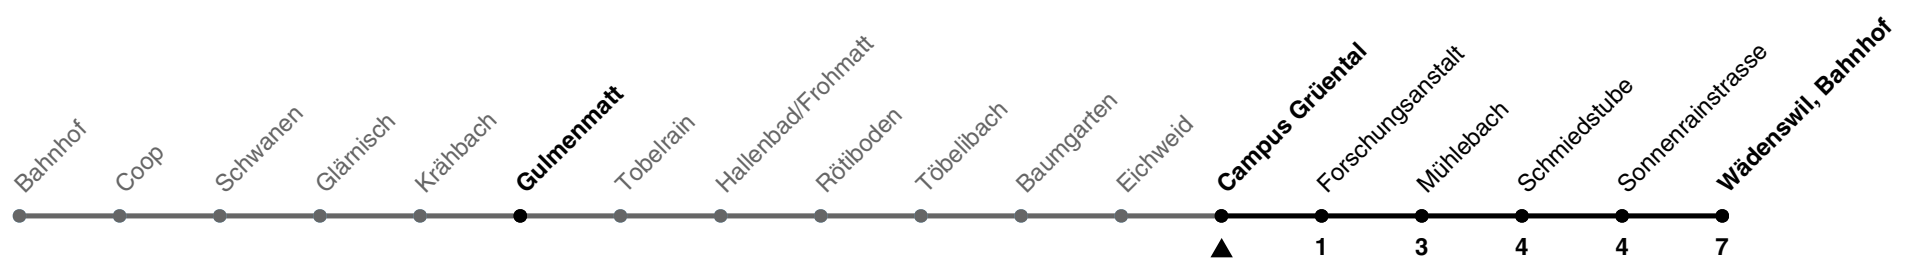 Bahnhof
Coop
Schwanen
Glärnisch
Krähbach
Gulmenmatt
Tobelrain
Hallenbad/Frohmatt
Rötiboden
Töbelibach
Baumgarten
Eichweid
Campus Grüental
Forschungsanstalt
Mühlebach
Schmiedstube
Sonnenrainstrasse
Wädenswil, Bahnhof
1 3 4 4 7